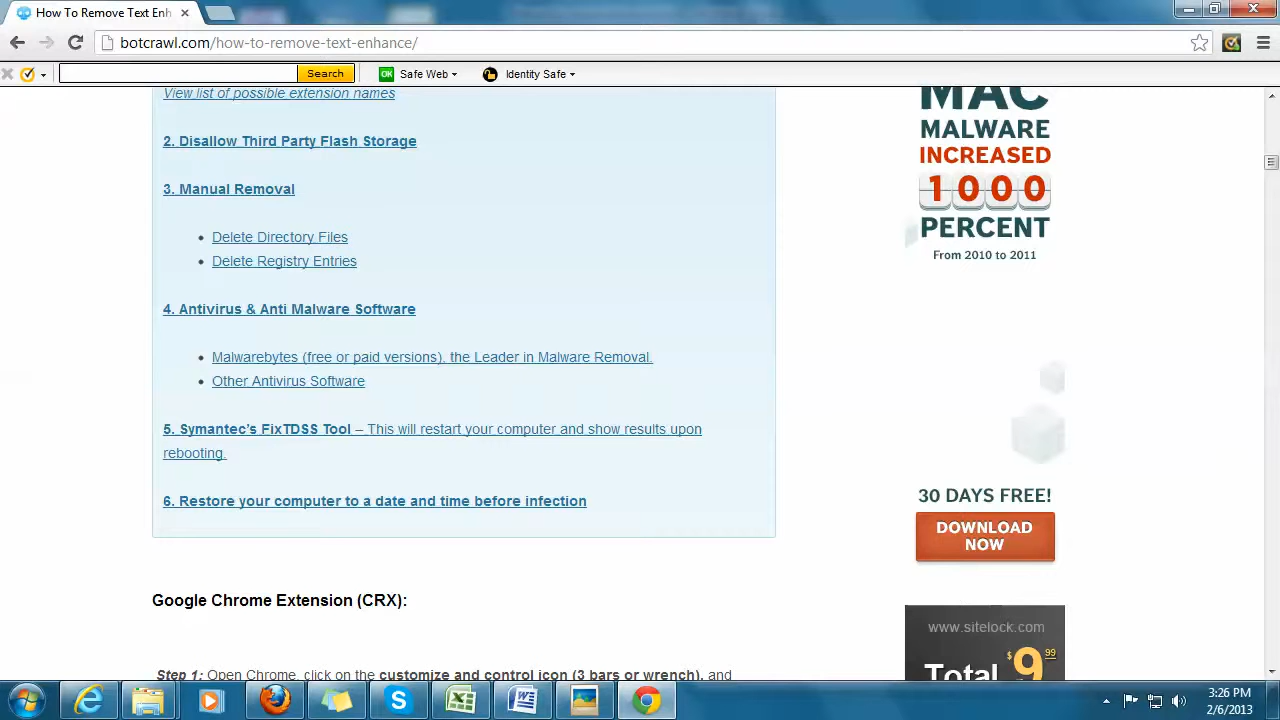 How To Remove Text Enh
botcrawl.com/how-to-remove-text-enhance/
Search
OK Safe Web
Identity Safe
View list of possible extension names
2. Disallow Third Party Flash Storage
3. Manual Removal
• Delete Directory Files
• Delete Registry Entries
4. Antivirus & Anti Malware Software
• Malwarebytes (free or paid versions), the Leader in Malware Removal.
• Other Antivirus Software
5. Symantec's FixTDSS Tool – This will restart your computer and show results upon
rebooting.
6. Restore your computer to a date and time before infection
Google Chrome Extension (CRX):
Step 1: Open Chrome, click on the customize and control icon (3 bars or wrench), and
MAC
MALWARE
INCREASED
1000
PERCENT
From 2010 to 2011
30 DAYS FREE!
DOWNLOAD
NOW
www.sitelock.com
Total $9.99
3:26 PM
2/6/2013